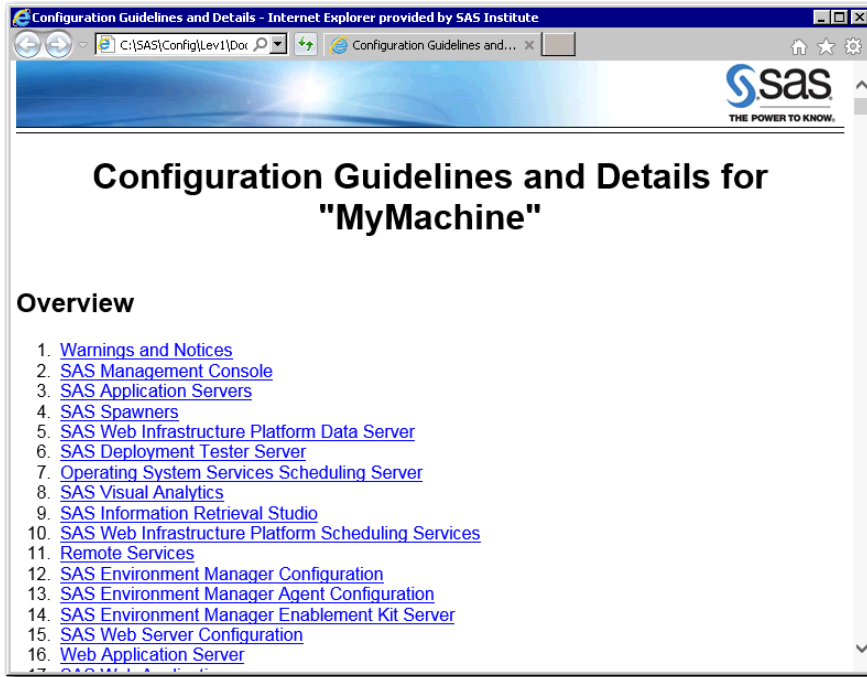 Configuration Guidelines and Details - Internet Explorer provided by SAS Institute
C:\SAS\Config\Lev1\Doc
Configuration Guidelines and...
sas
THE POWER TO KNOW.
Configuration Guidelines and Details for
"MyMachine"
Overview
1. Warnings and Notices
2. SAS Management Console
3. SAS Application Servers
4. SAS Spawners
5. SAS Web Infrastructure Platform Data Server
6. SAS Deployment Tester Server
7. Operating System Services Scheduling Server
8. SAS Visual Analytics
9. SAS Information Retrieval Studio
10. SAS Web Infrastructure Platform Scheduling Services
11. Remote Services
12. SAS Environment Manager Configuration
13. SAS Environment Manager Agent Configuration
14. SAS Environment Manager Enablement Kit Server
15. SAS Web Server Configuration
16. Web Application Server